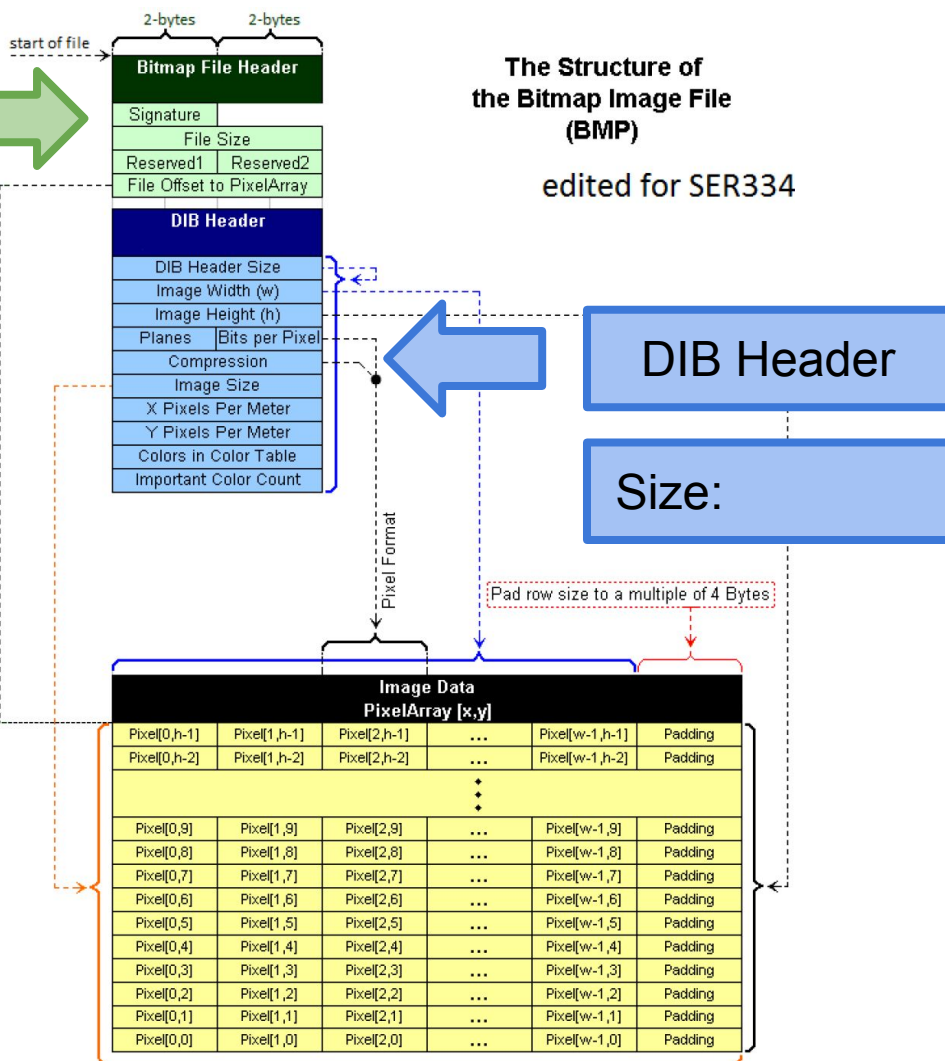 2-bytes 2-bytes
start of file
Bitmap File Header
Signature
File Size
Reserved1 Reserved2
File Offset to PixelArray
The Structure of
the Bitmap Image File
(BMP)
edited for SER334
DIB Header
DIB Header Size
Image Width (w)
Image Height (h)
Planes Bits per Pixel
Compression
Image Size
X Pixels Per Meter
Y Pixels Per Meter
Colors in Color Table
Important Color Count
DIB Header
Size:
Pixel Format
Pad row size to a multiple of 4 Bytes
Image Data
PixelArray [x,y]
Pixel[0,h-1] Pixel[1,h-1] Pixel[2,h-1] ... Pixel[w-1,h-1] Padding
Pixel[0,h-2] Pixel[1,h-2] Pixel[2,h-2] ... Pixel[w-1,h-2] Padding
Pixel[0,9] Pixel[1,9] Pixel[2,9] ... Pixel[w-1,9] Padding
Pixel[0,8] Pixel[1,8] Pixel[2,8] ... Pixel[w-1,8] Padding
Pixel[0,7] Pixel[1,7] Pixel[2,7] ... Pixel[w-1,7] Padding
Pixel[0,6] Pixel[1,6] Pixel[2,6] ... Pixel[w-1,6] Padding
Pixel[0,5] Pixel[1,5] Pixel[2,5] ... Pixel[w-1,5] Padding
Pixel[0,4] Pixel[1,4] Pixel[2,4] ... Pixel[w-1,4] Padding
Pixel[0,3] Pixel[1,3] Pixel[2,3] ... Pixel[w-1,3] Padding
Pixel[0,2] Pixel[1,2] Pixel[2,2] ... Pixel[w-1,2] Padding
Pixel[0,1] Pixel[1,1] Pixel[2,1] ... Pixel[w-1,1] Padding
Pixel[0,0] Pixel[1,0] Pixel[2,0] ... Pixel[w-1,0] Padding